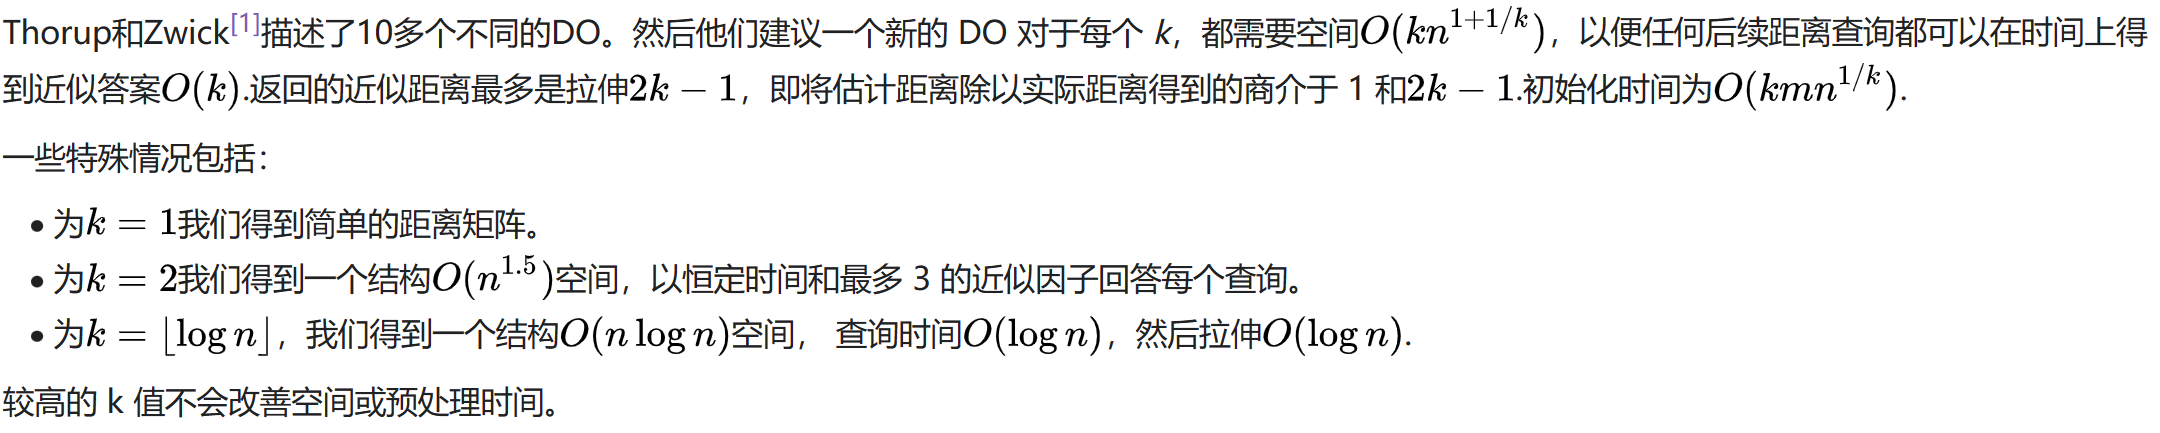 Thorup和Zwick[1]描述了10多个不同的DO。然后他们建议一个新的 DO 对于每个 k，都需要空间O(kn^{1+1/k})，以便任何后续距离查询都可以在时间上得
到近似答案O(k).返回的近似距离最多是拉伸2k − 1，即将估计距离除以实际距离得到的商介于 1 和2k − 1.初始化时间为O(kmn^{1/k}).
一些特殊情况包括：
• 为k = 1我们得到简单的距离矩阵。
• 为k = 2我们得到一个结构O(n^{1.5})空间，以恒定时间和最多 3 的近似因子回答每个查询。
• 为k = ⌊log n⌋，我们得到一个结构O(n log n)空间， 查询时间O(log n)，然后拉伸O(log n).
较高的 k 值不会改善空间或预处理时间。